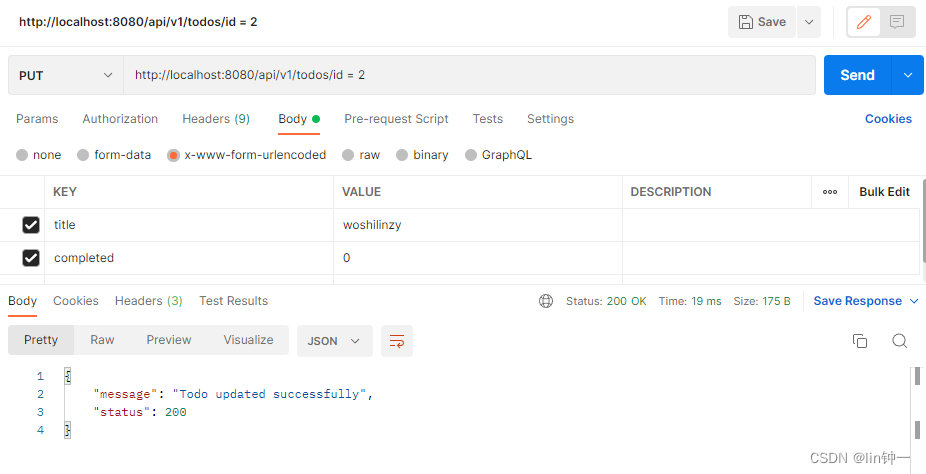 http://localhost:8080/api/v1/todos/id = 2 Save
PUT http://localhost:8080/api/v1/todos/id = 2 Send
Params Authorization Headers (9) Body Pre-request Script Tests Settings Cookies
none form-data x-www-form-urlencoded raw binary GraphQL
KEY VALUE DESCRIPTION ooo Bulk Edit
title woshilinzy
completed 0
Body Cookies Headers (3) Test Results Status: 200 OK Time: 19 ms Size: 175 B Save Response
Pretty Raw Preview Visualize JSON
1 {
2 "message": "Todo updated successfully",
3 "status": 200
4 }
CSDN @lin钟一